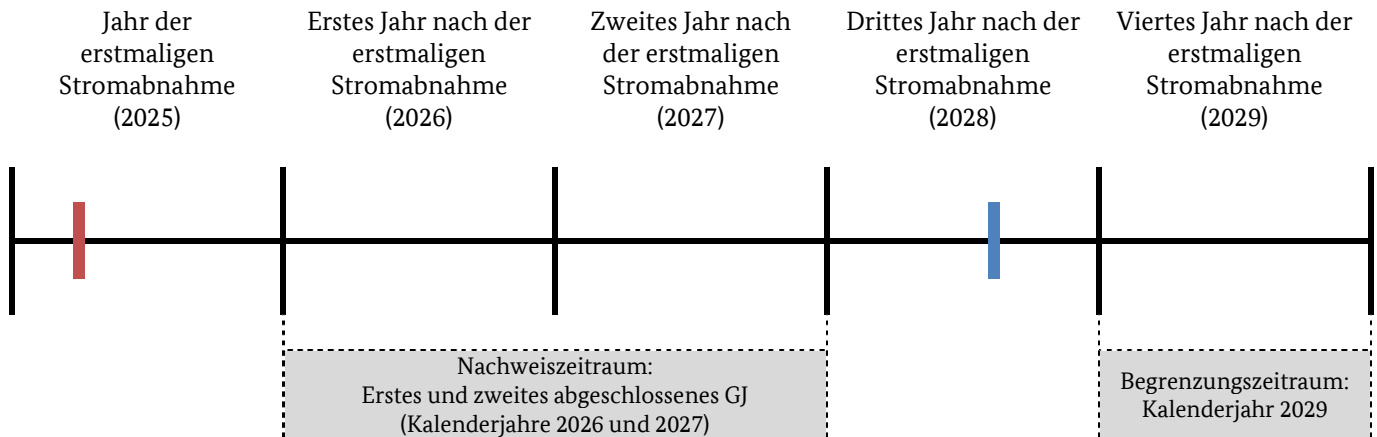 Jahr der
erstmaligen
Stromabnahme
(2025)
Erstes Jahr nach der
erstmaligen
Stromabnahme
(2026)
Zweites Jahr nach
der erstmaligen
Stromabnahme
(2027)
Drittes Jahr nach der
erstmaligen
Stromabnahme
(2028)
Viertes Jahr nach der
erstmaligen
Stromabnahme
(2029)
Nachweiszeitraum:
Erstes und zweites abgeschlossenes GJ
(Kalenderjahre 2026 und 2027)
Begrenzungszeitraum:
Kalenderjahr 2029